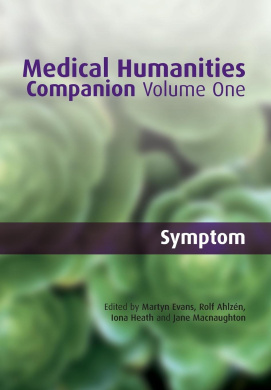 Medical Humanities
Companion Volume One
Symptom
Edited by Martyn Evans, Rolf Ahlzén,
Iona Heath and Jane Macnaughton